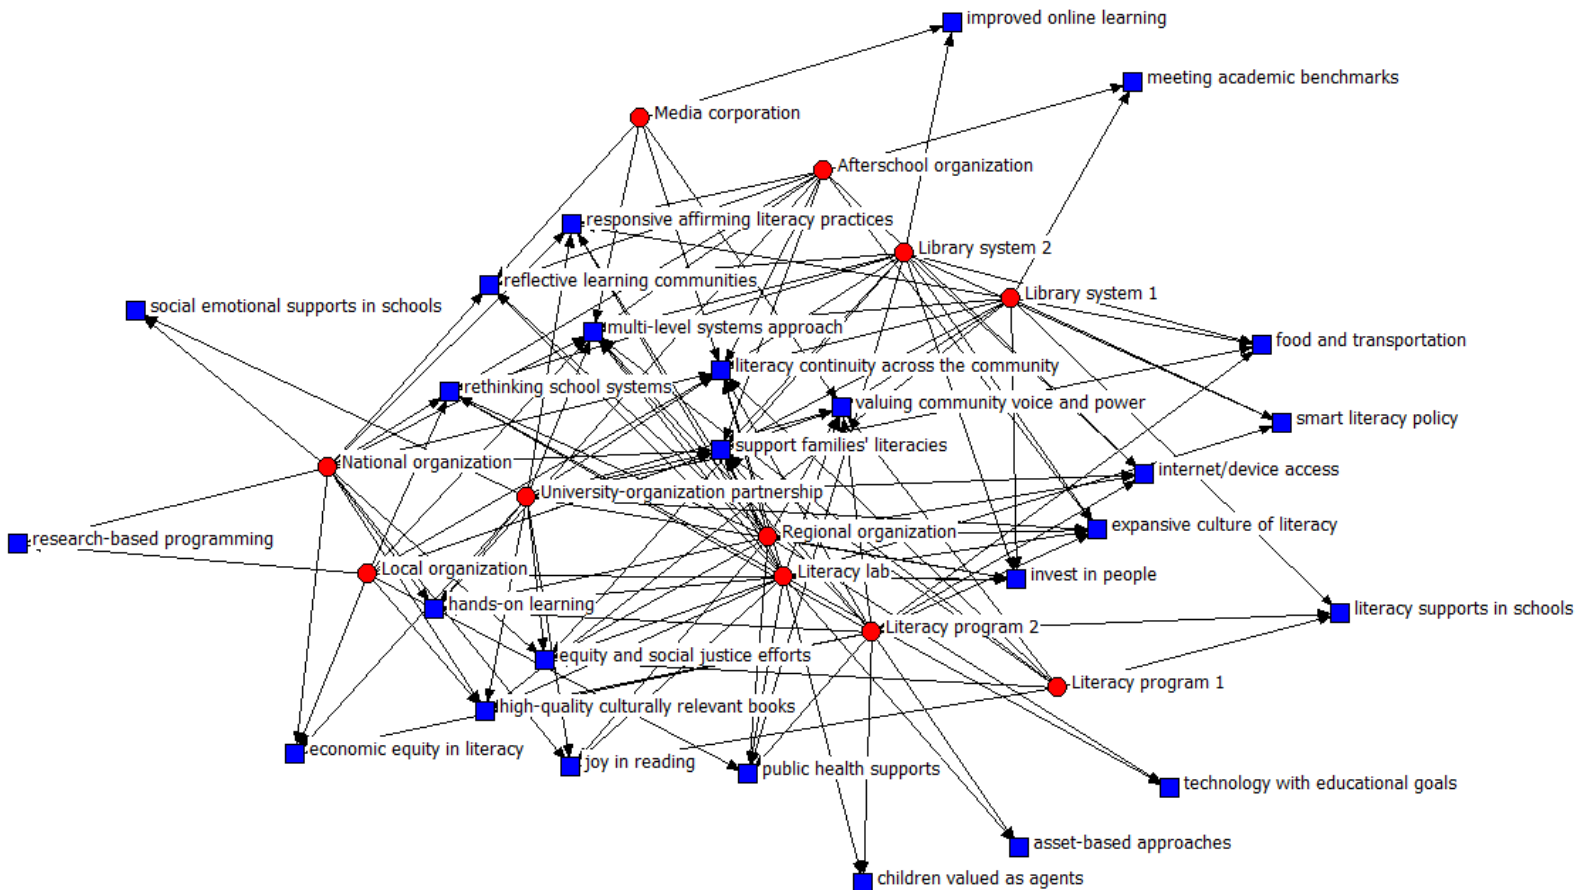 improved online learning
meeting academic benchmarks
Media corporation
Afterschool organization
responsive affirming literacy practices
Library system 2
reflective learning communities
Library system 1
social emotional supports in schools
multi-level systems approach
food and transportation
literacy continuity across the community
rethinking school systems
valuing community voice and power
smart literacy policy
support families' literacies
National organization
internet/device access
University-organization partnership
expansive culture of literacy
Regional organization
research-based programming
Local organization
Literacy lab
invest in people
hands-on learning
literacy supports in schools
Literacy program 2
equity and social justice efforts
Literacy program 1
high-quality culturally relevant books
economic equity in literacy
joy in reading
public health supports
technology with educational goals
asset-based approaches
children valued as agents